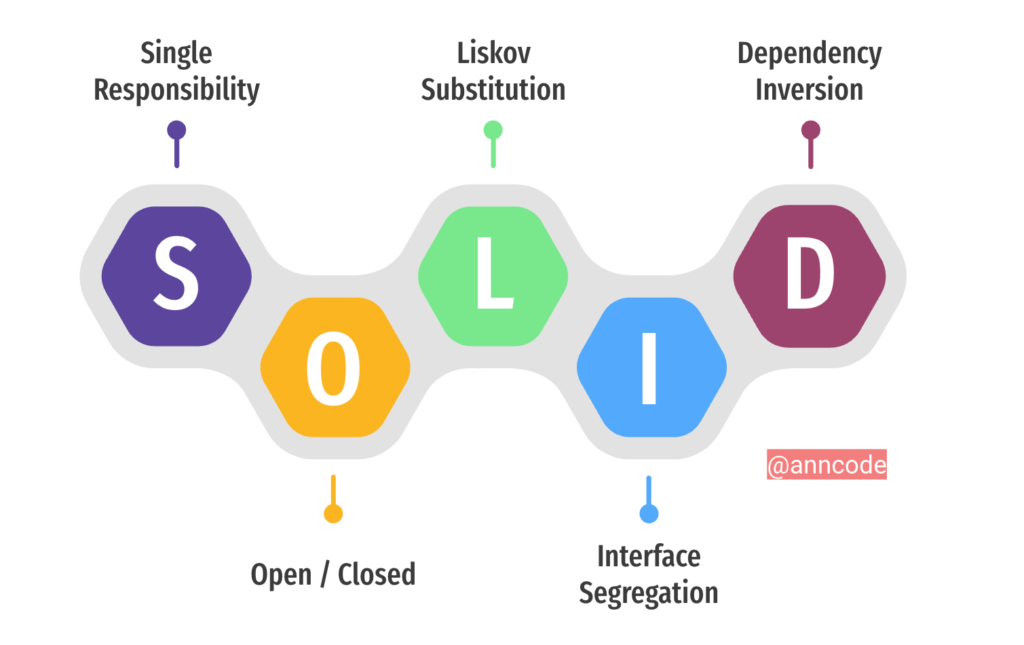 Single
Responsibility
Liskov
Substitution
Dependency
Inversion
S
O
L
I
D
@anncode
Open / Closed
Interface
Segregation